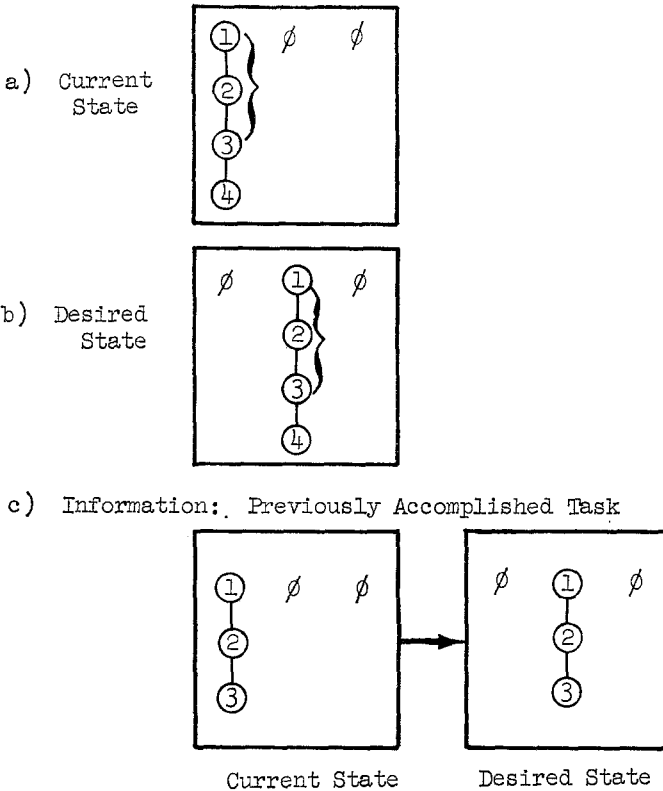 ① ∅ ∅
a) Current
State
②
③
④
∅ ① ∅
b) Desired
State
②
③
④
c) Information: Previously Accomplished Task
① ∅ ∅ ∅ ① ∅
② ②
③ ③
Current State Desired State